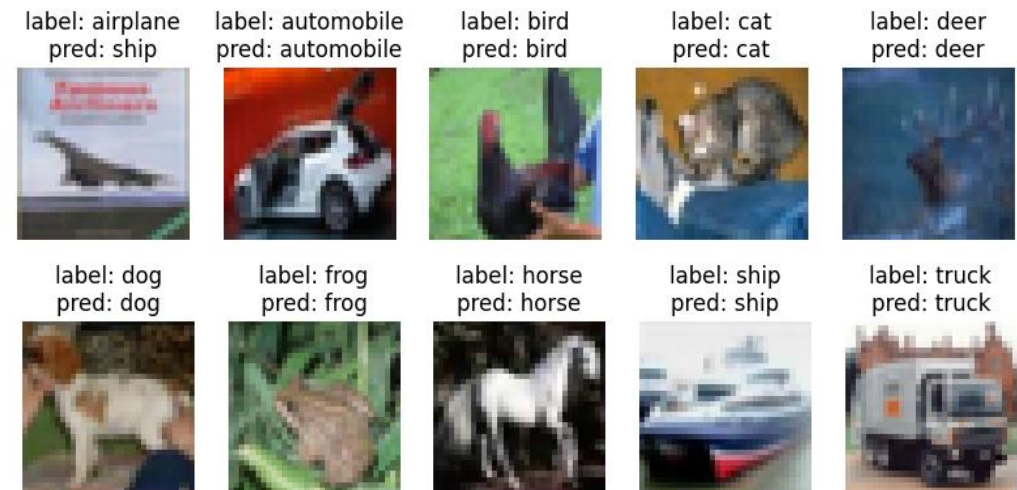 label: airplane
pred: ship
label: automobile
pred: automobile
label: bird
pred: bird
label: cat
pred: cat
label: deer
pred: deer
label: dog
pred: dog
label: frog
pred: frog
label: horse
pred: horse
label: ship
pred: ship
label: truck
pred: truck